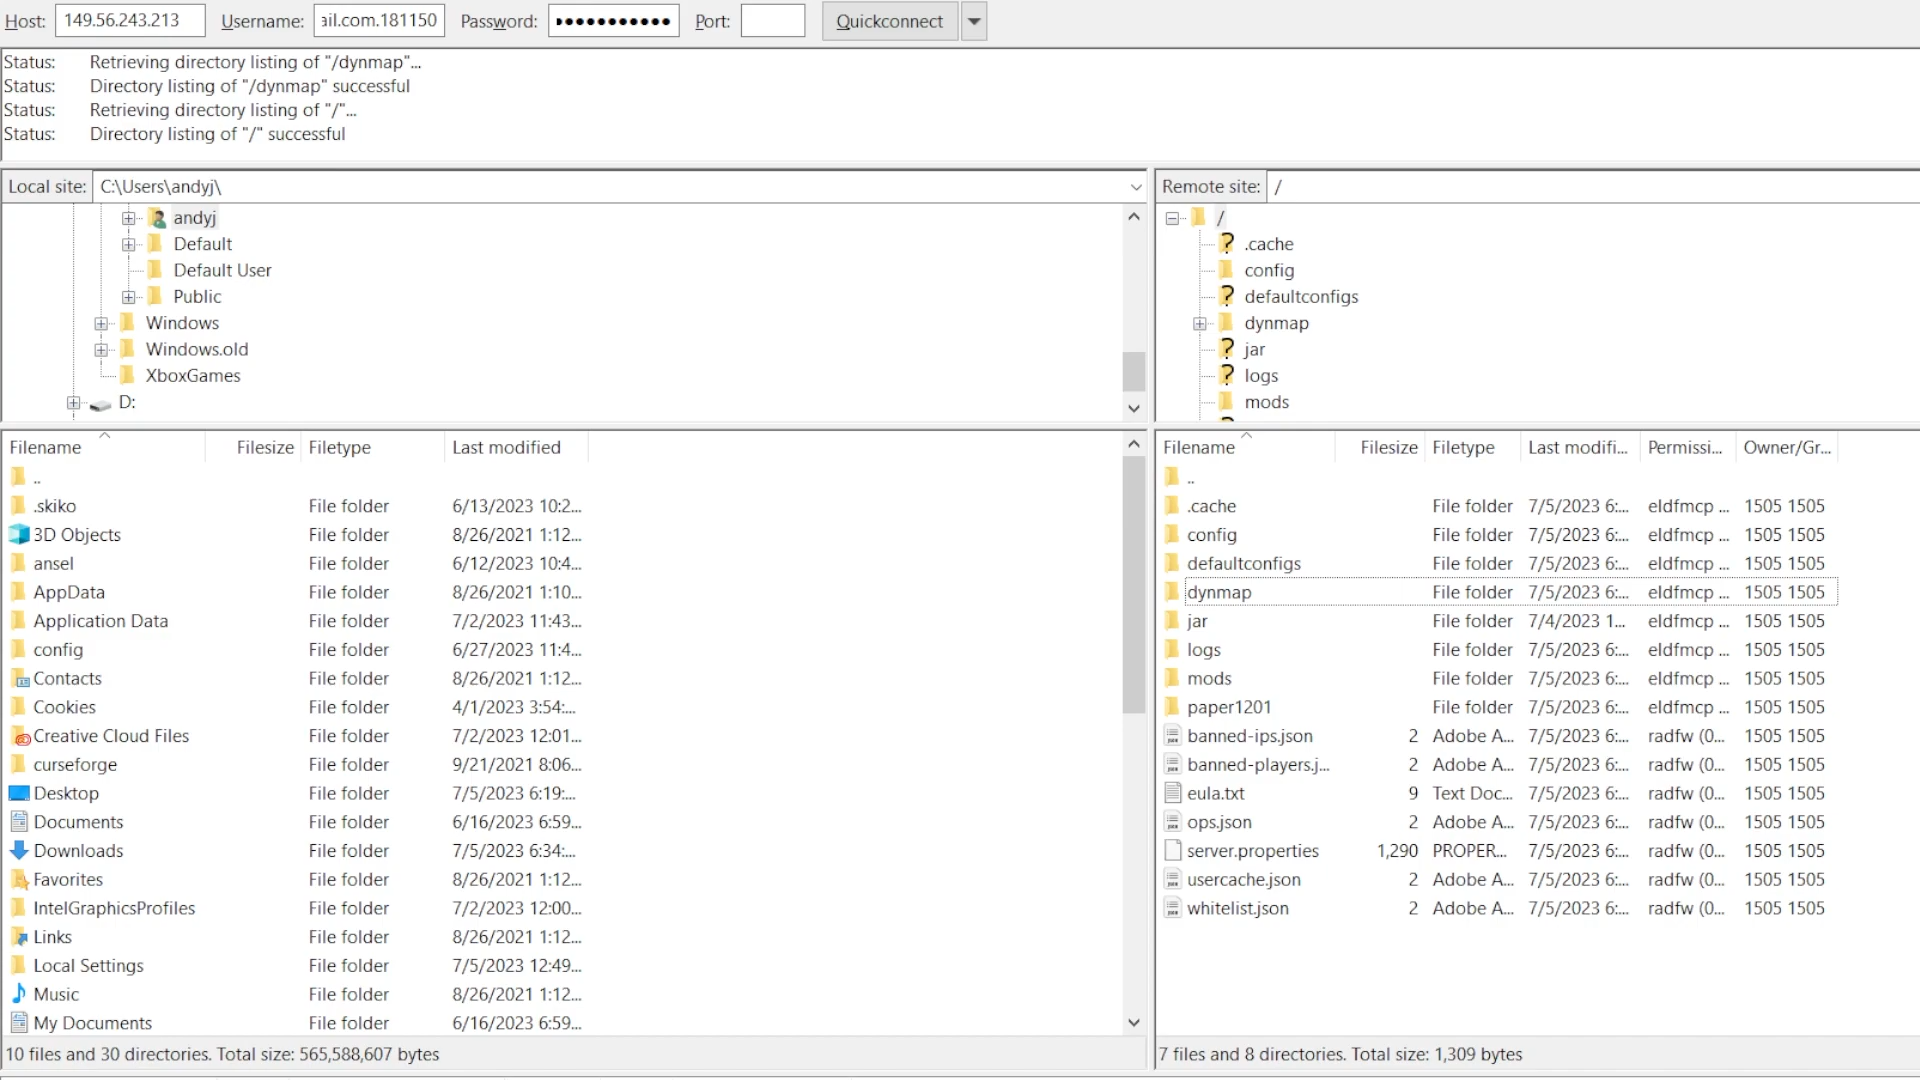 Host: 149.56.243.213 Username: ail.com.181150 Password: ●●●●●●●●●●● Port: Quickconnect
Status: Retrieving directory listing of "/dynmap"...
Status: Directory listing of "/dynmap" successful
Status: Retrieving directory listing of "/"...
Status: Directory listing of "/" successful
Local site: C:\Users\andyj\
andyj
Default
Default User
Public
Windows
Windows.old
XboxGames
D:
Remote site: /
/
.cache
config
defaultconfigs
dynmap
jar
logs
mods
Filename Filesize Filetype Last modified
..
.skiko File folder 6/13/2023 10:2...
3D Objects File folder 8/26/2021 1:12...
ansel File folder 6/12/2023 10:4...
AppData File folder 8/26/2021 1:10...
Application Data File folder 7/2/2023 11:43...
config File folder 6/27/2023 11:4...
Contacts File folder 8/26/2021 1:12...
Cookies File folder 4/1/2023 3:54:...
Creative Cloud Files File folder 7/2/2023 12:01...
curseforge File folder 9/21/2021 8:06...
Desktop File folder 7/5/2023 6:19:...
Documents File folder 6/16/2023 6:59...
Downloads File folder 7/5/2023 6:34:...
Favorites File folder 8/26/2021 1:12...
IntelGraphicsProfiles File folder 7/2/2023 12:00...
Links File folder 8/26/2021 1:12...
Local Settings File folder 7/5/2023 12:49...
Music File folder 8/26/2021 1:12...
My Documents File folder 6/16/2023 6:59...
10 files and 30 directories. Total size: 565,588,607 bytes
Filename Filesize Filetype Last modifi... Permissi... Owner/Gr...
..
.cache File folder 7/5/2023 6:... eldfmcp ... 1505 1505
config File folder 7/5/2023 6:... eldfmcp ... 1505 1505
defaultconfigs File folder 7/5/2023 6:... eldfmcp ... 1505 1505
dynmap File folder 7/5/2023 6:... eldfmcp ... 1505 1505
jar File folder 7/4/2023 1... eldfmcp ... 1505 1505
logs File folder 7/5/2023 6:... eldfmcp ... 1505 1505
mods File folder 7/5/2023 6:... eldfmcp ... 1505 1505
paper1201 File folder 7/5/2023 6:... eldfmcp ... 1505 1505
banned-ips.json 2 Adobe A... 7/5/2023 6:... radfw (0... 1505 1505
banned-players.j... 2 Adobe A... 7/5/2023 6:... radfw (0... 1505 1505
eula.txt 9 Text Doc... 7/5/2023 6:... radfw (0... 1505 1505
ops.json 2 Adobe A... 7/5/2023 6:... radfw (0... 1505 1505
server.properties 1,290 PROPER... 7/5/2023 6:... radfw (0... 1505 1505
usercache.json 2 Adobe A... 7/5/2023 6:... radfw (0... 1505 1505
whitelist.json 2 Adobe A... 7/5/2023 6:... radfw (0... 1505 1505
7 files and 8 directories. Total size: 1,309 bytes